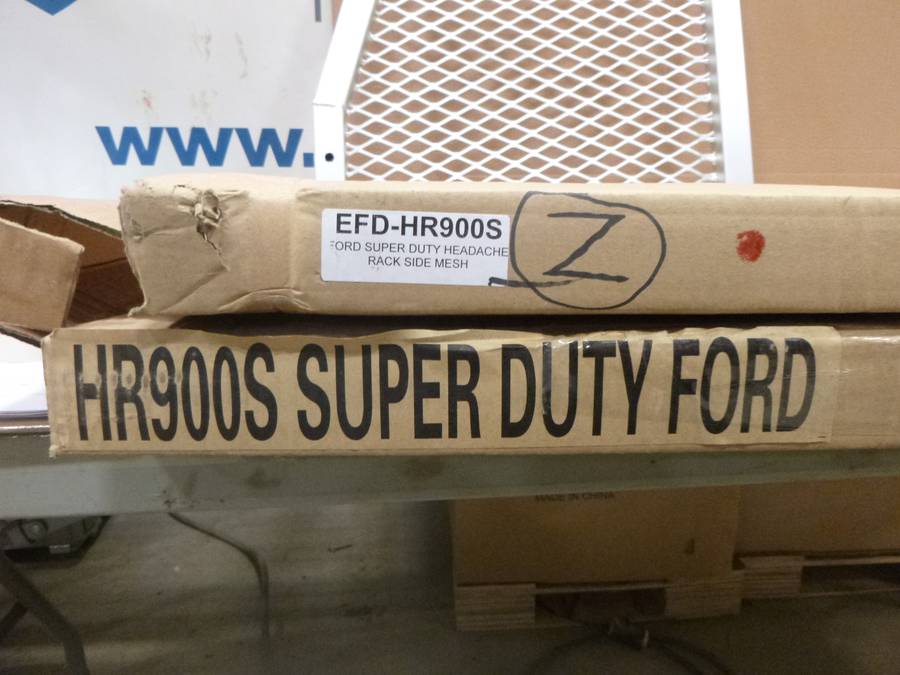 www.
EFD-HR900S
FORD SUPER DUTY HEADACHE
RACK SIDE MESH
Z
HR900S SUPER DUTY FORD
MADE IN CHINA